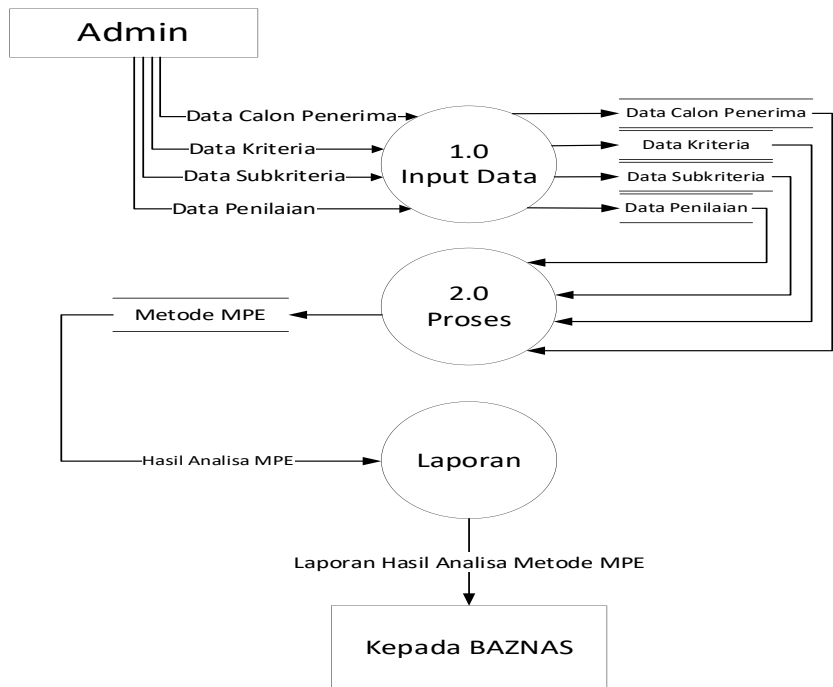 Admin
Data Calon Penerima
Data Kriteria
Data Subkriteria
Data Penilaian
1.0
Input Data
Data Calon Penerima
Data Kriteria
Data Subkriteria
Data Penilaian
2.0
Proses
Metode MPE
Hasil Analisa MPE
Laporan
Laporan Hasil Analisa Metode MPE
Kepada BAZNAS